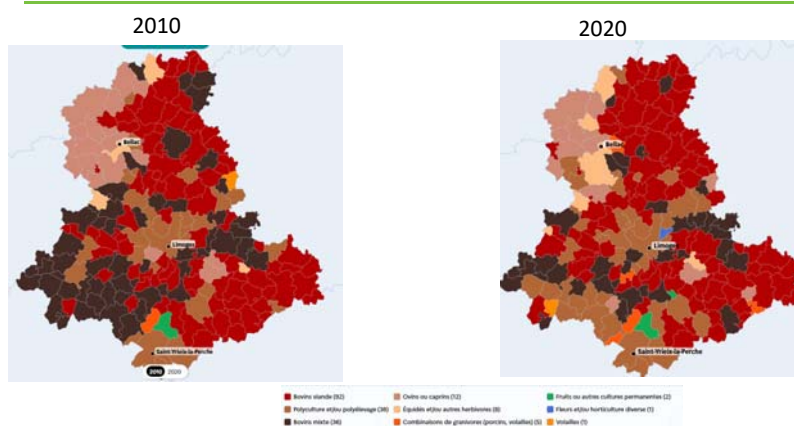 2010
2020
Bellac
Limoges
Saint-Yrieix-la-Perche
2010 2020
Bellac
Limoges
Saint-Yrieix-la-Perche
Bovins viande (92)
Ovins ou caprins (12)
Fruits ou autres cultures permanentes (2)
Polyculture et/ou polyélevage (38)
Équidés et/ou autres herbivores (8)
Fleurs et/ou horticulture diverse (1)
Bovins mixte (36)
Combinaisons de granivores (porcins, volailles) (5)
Volailles (1)